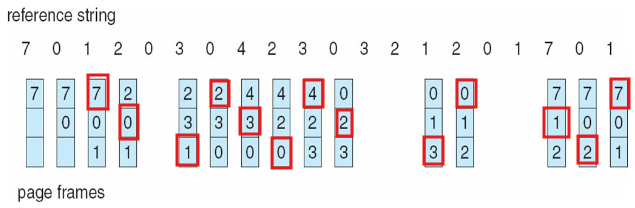 reference string
7 0 1 2 0 3 0 4 2 3 0 3 2 1 2 0 1 7 0 1
7 7 7 2 2 2 4 4 4 0 0 0 7 7 7
0 0 0 3 3 3 2 2 2 1 1 1 0 0
1 1 1 0 0 0 3 3 3 2 2 2 1
page frames